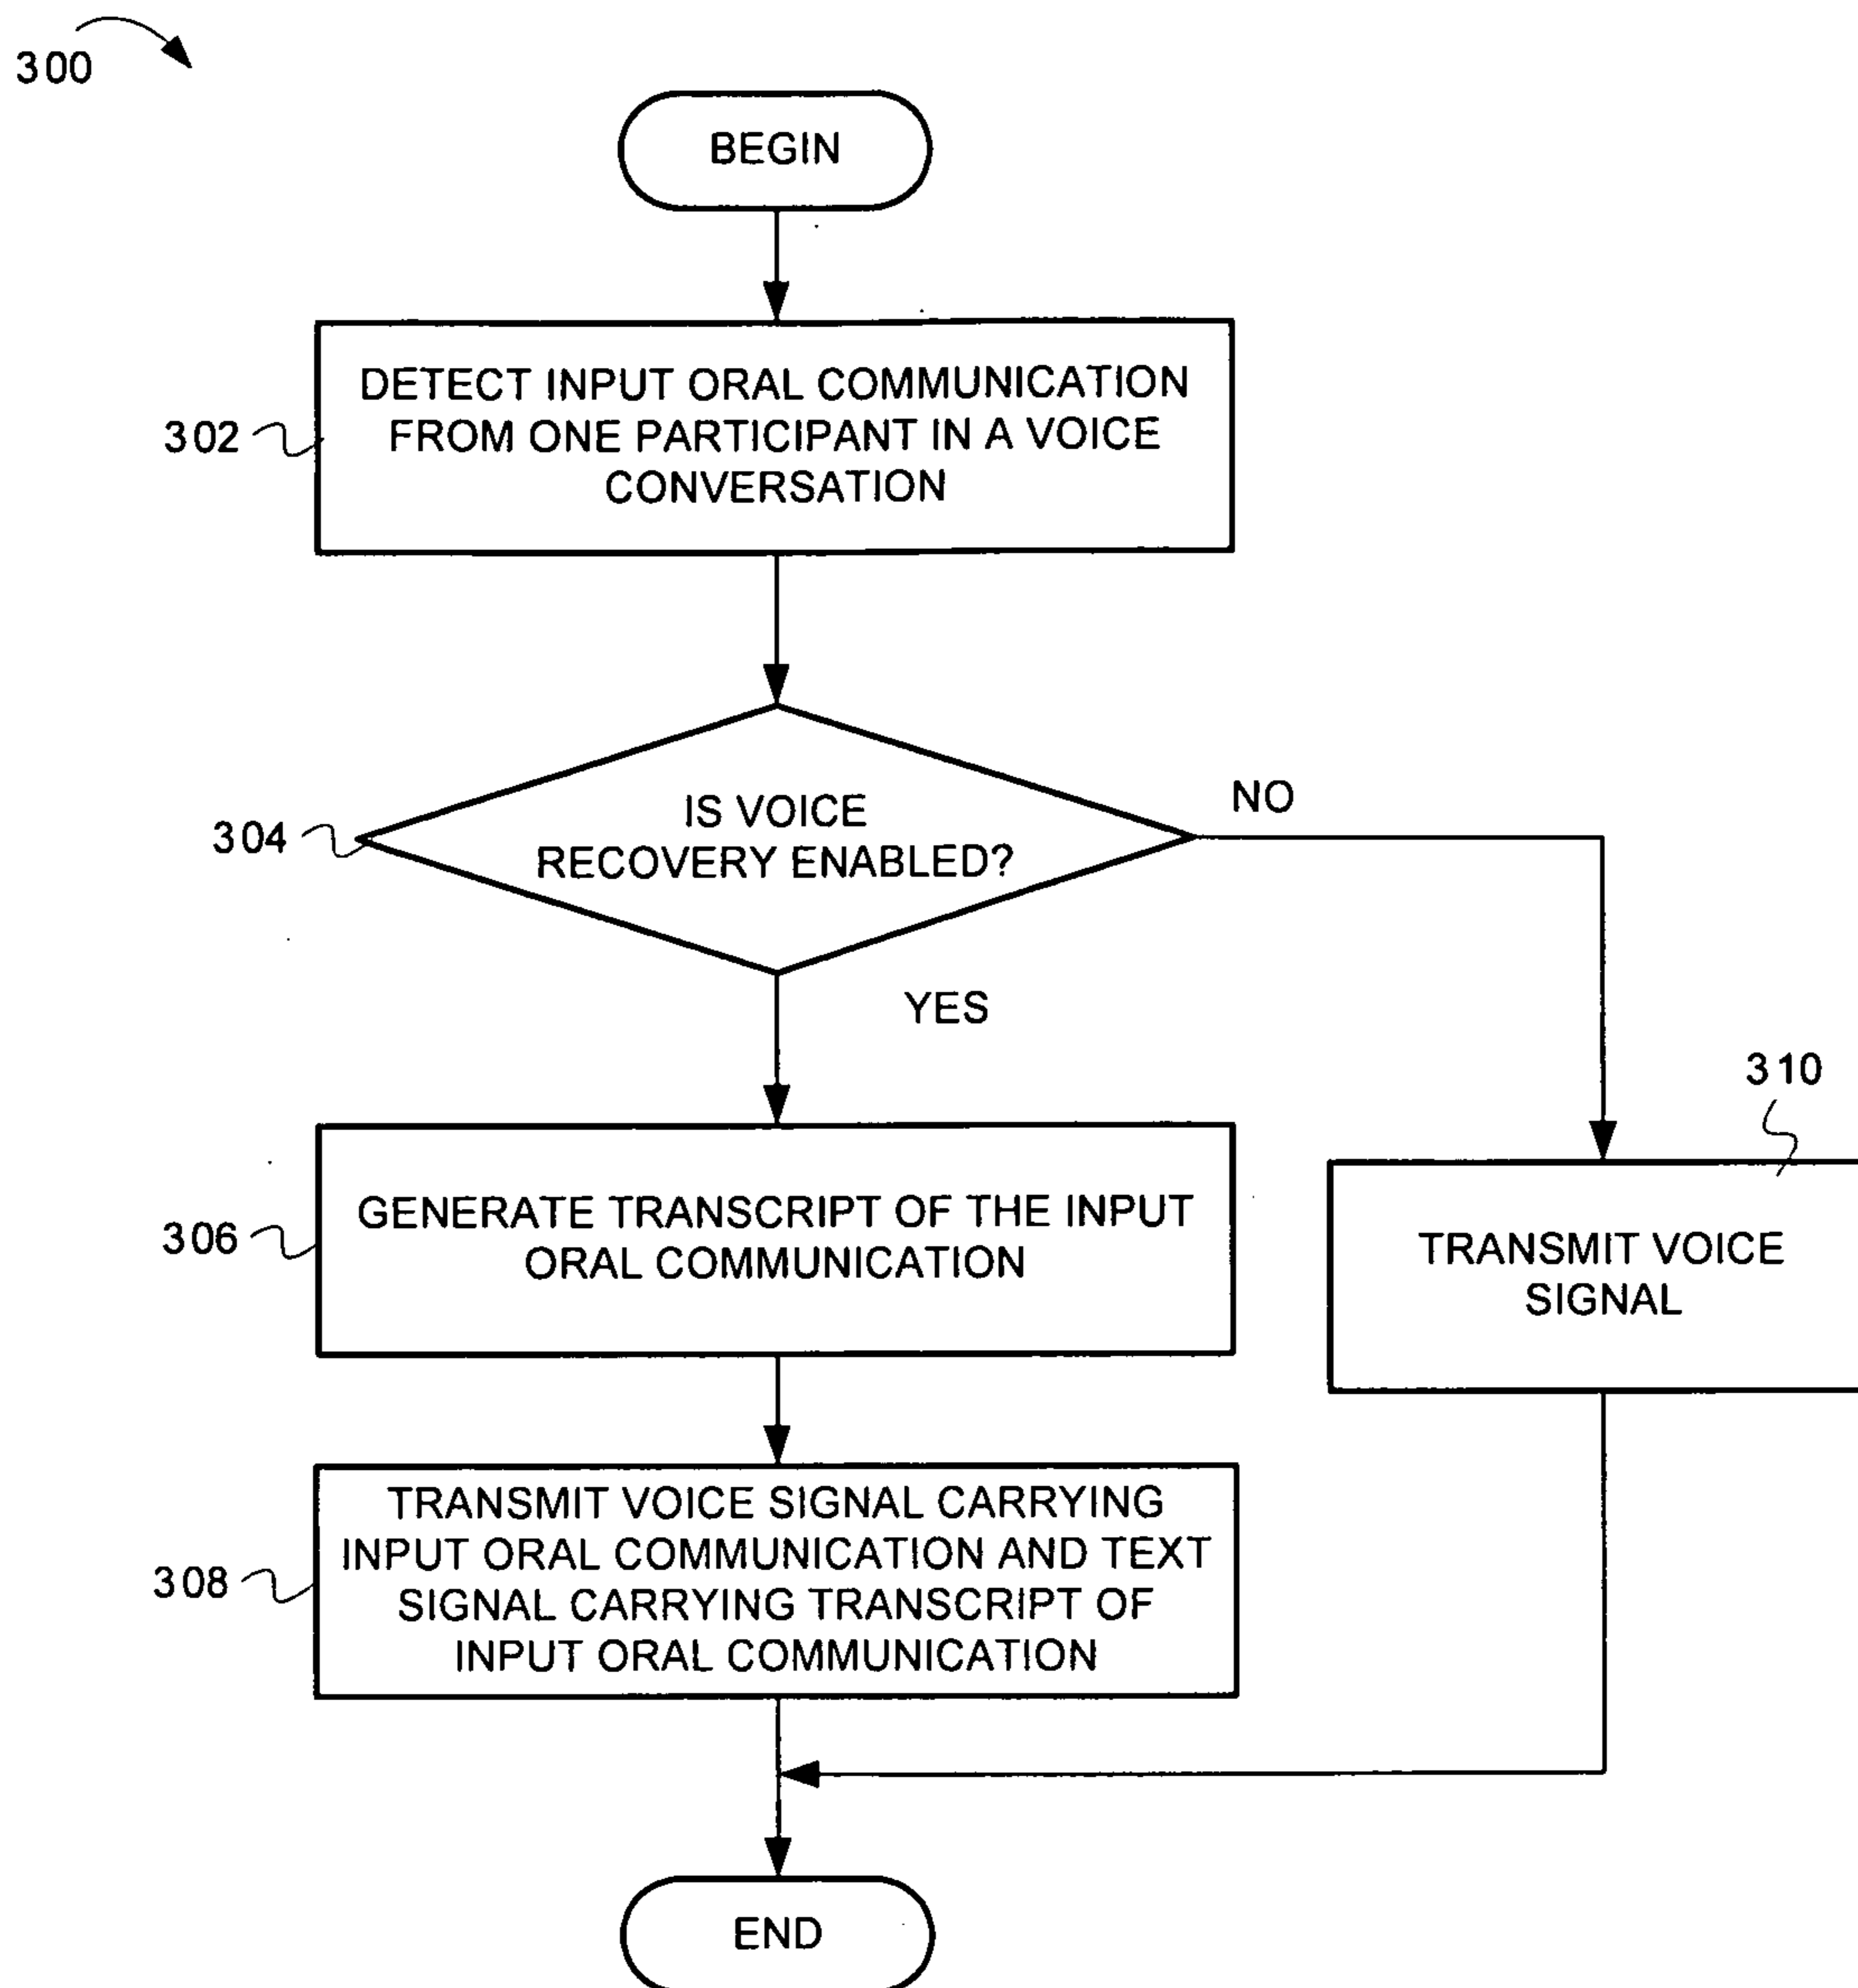 300
BEGIN
302
DETECT INPUT ORAL COMMUNICATION
FROM ONE PARTICIPANT IN A VOICE
CONVERSATION
304
IS VOICE
RECOVERY ENABLED?
NO
YES
306
GENERATE TRANSCRIPT OF THE INPUT
ORAL COMMUNICATION
310
TRANSMIT VOICE
SIGNAL
308
TRANSMIT VOICE SIGNAL CARRYING
INPUT ORAL COMMUNICATION AND TEXT
SIGNAL CARRYING TRANSCRIPT OF
INPUT ORAL COMMUNICATION
END